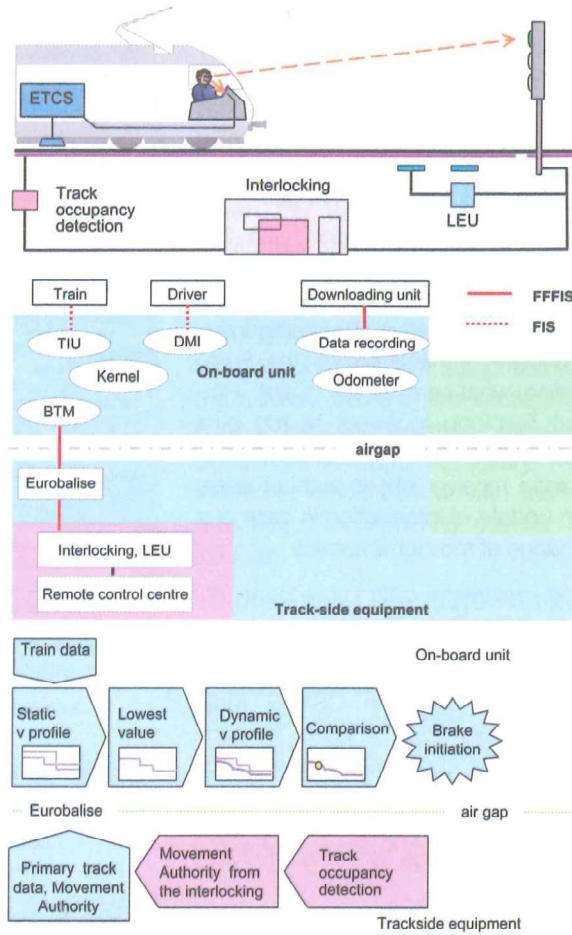 ETCS
Track
occupancy
detection
Interlocking
LEU
Train
Driver
Downloading unit
FFFIS
FIS
TIU
DMI
Data recording
Kernel
On-board unit
Odometer
BTM
airgap
Eurobalise
Interlocking, LEU
Remote control centre
Track-side equipment
Train data
On-board unit
Static
v profile
Lowest
value
Dynamic
v profile
Comparison
Brake
initiation
Eurobalise
air gap
Primary track
data, Movement
Authority
Movement
Authority from
the interlocking
Track
occupancy
detection
Trackside equipment